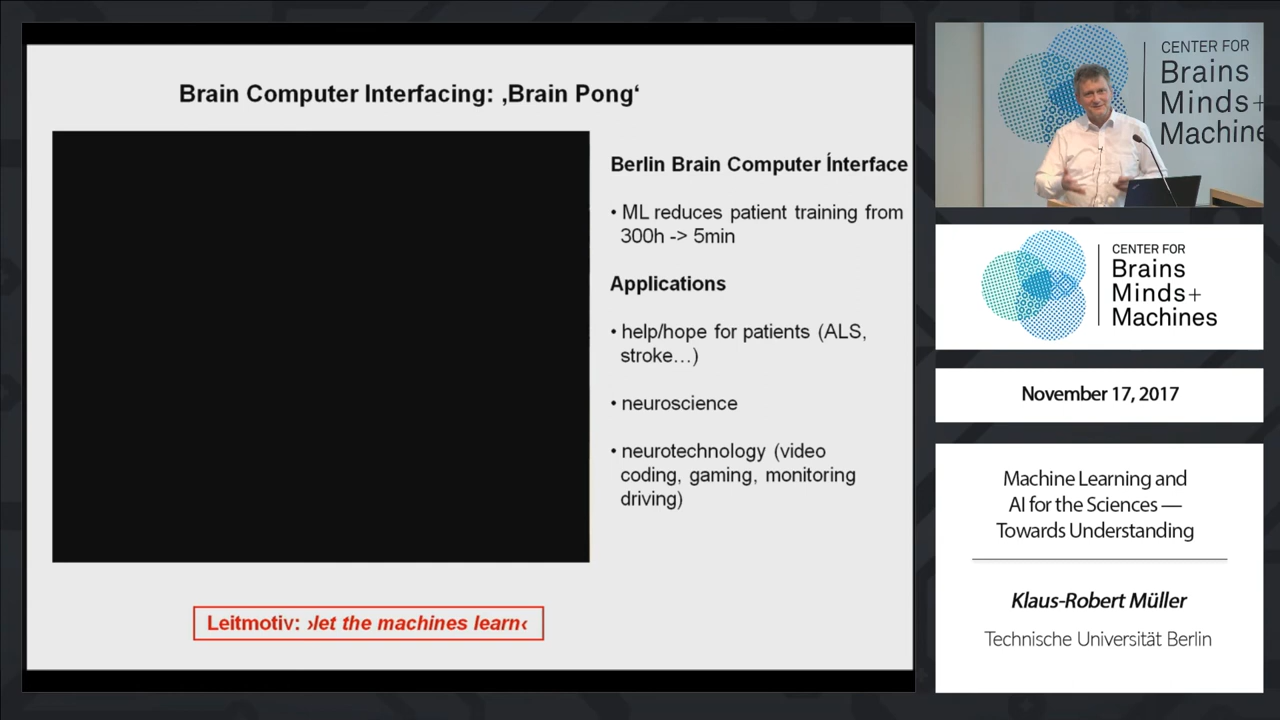 Brain Computer Interfacing: ‚Brain Pong‘
Berlin Brain Computer Ínterface
• ML reduces patient training from
300h -> 5min
Applications
• help/hope for patients (ALS,
stroke…)
• neuroscience
• neurotechnology (video
coding, gaming, monitoring
driving)
Leitmotiv: ›let the machines learn‹
CENTER FOR
Brains
Minds+
Machine
CENTER FOR
Brains
Minds+
Machines
November 17, 2017
Machine Learning and
AI for the Sciences —
Towards Understanding
Klaus-Robert Müller
Technische Universität Berlin